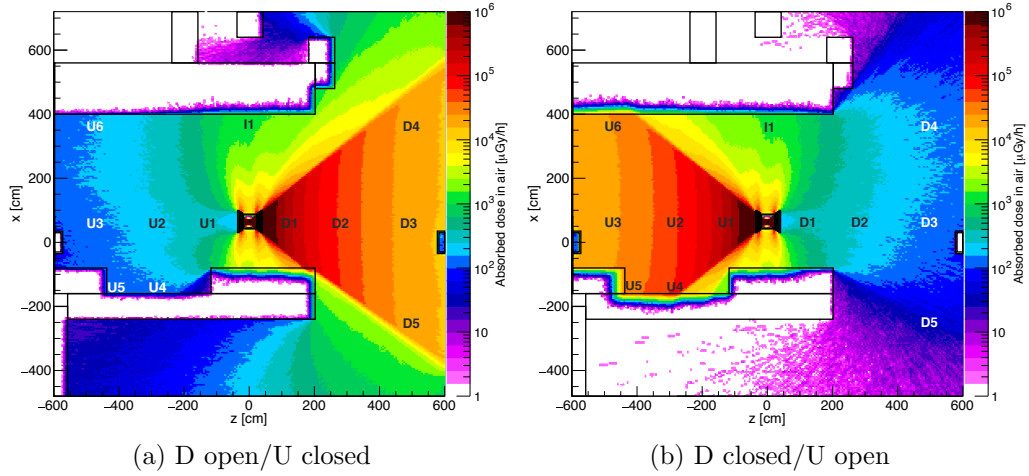 600
400
200
0
−200
−400
x [cm]
−600
−400
−200
0
200
400
600
z [cm]
U6
I1
D4
U3
U2
U1
D1
D2
D3
U5
U4
D5
10⁶
10⁵
10⁴
10³
10²
10
1
Absorbed dose in air [μGy/h]
(a) D open/U closed
600
400
200
0
−200
−400
x [cm]
−600
−400
−200
0
200
400
600
z [cm]
U6
I1
D4
U3
U2
U1
D1
D2
D3
U5
U4
D5
10⁶
10⁵
10⁴
10³
10²
10
1
Absorbed dose in air [μGy/h]
(b) D closed/U open